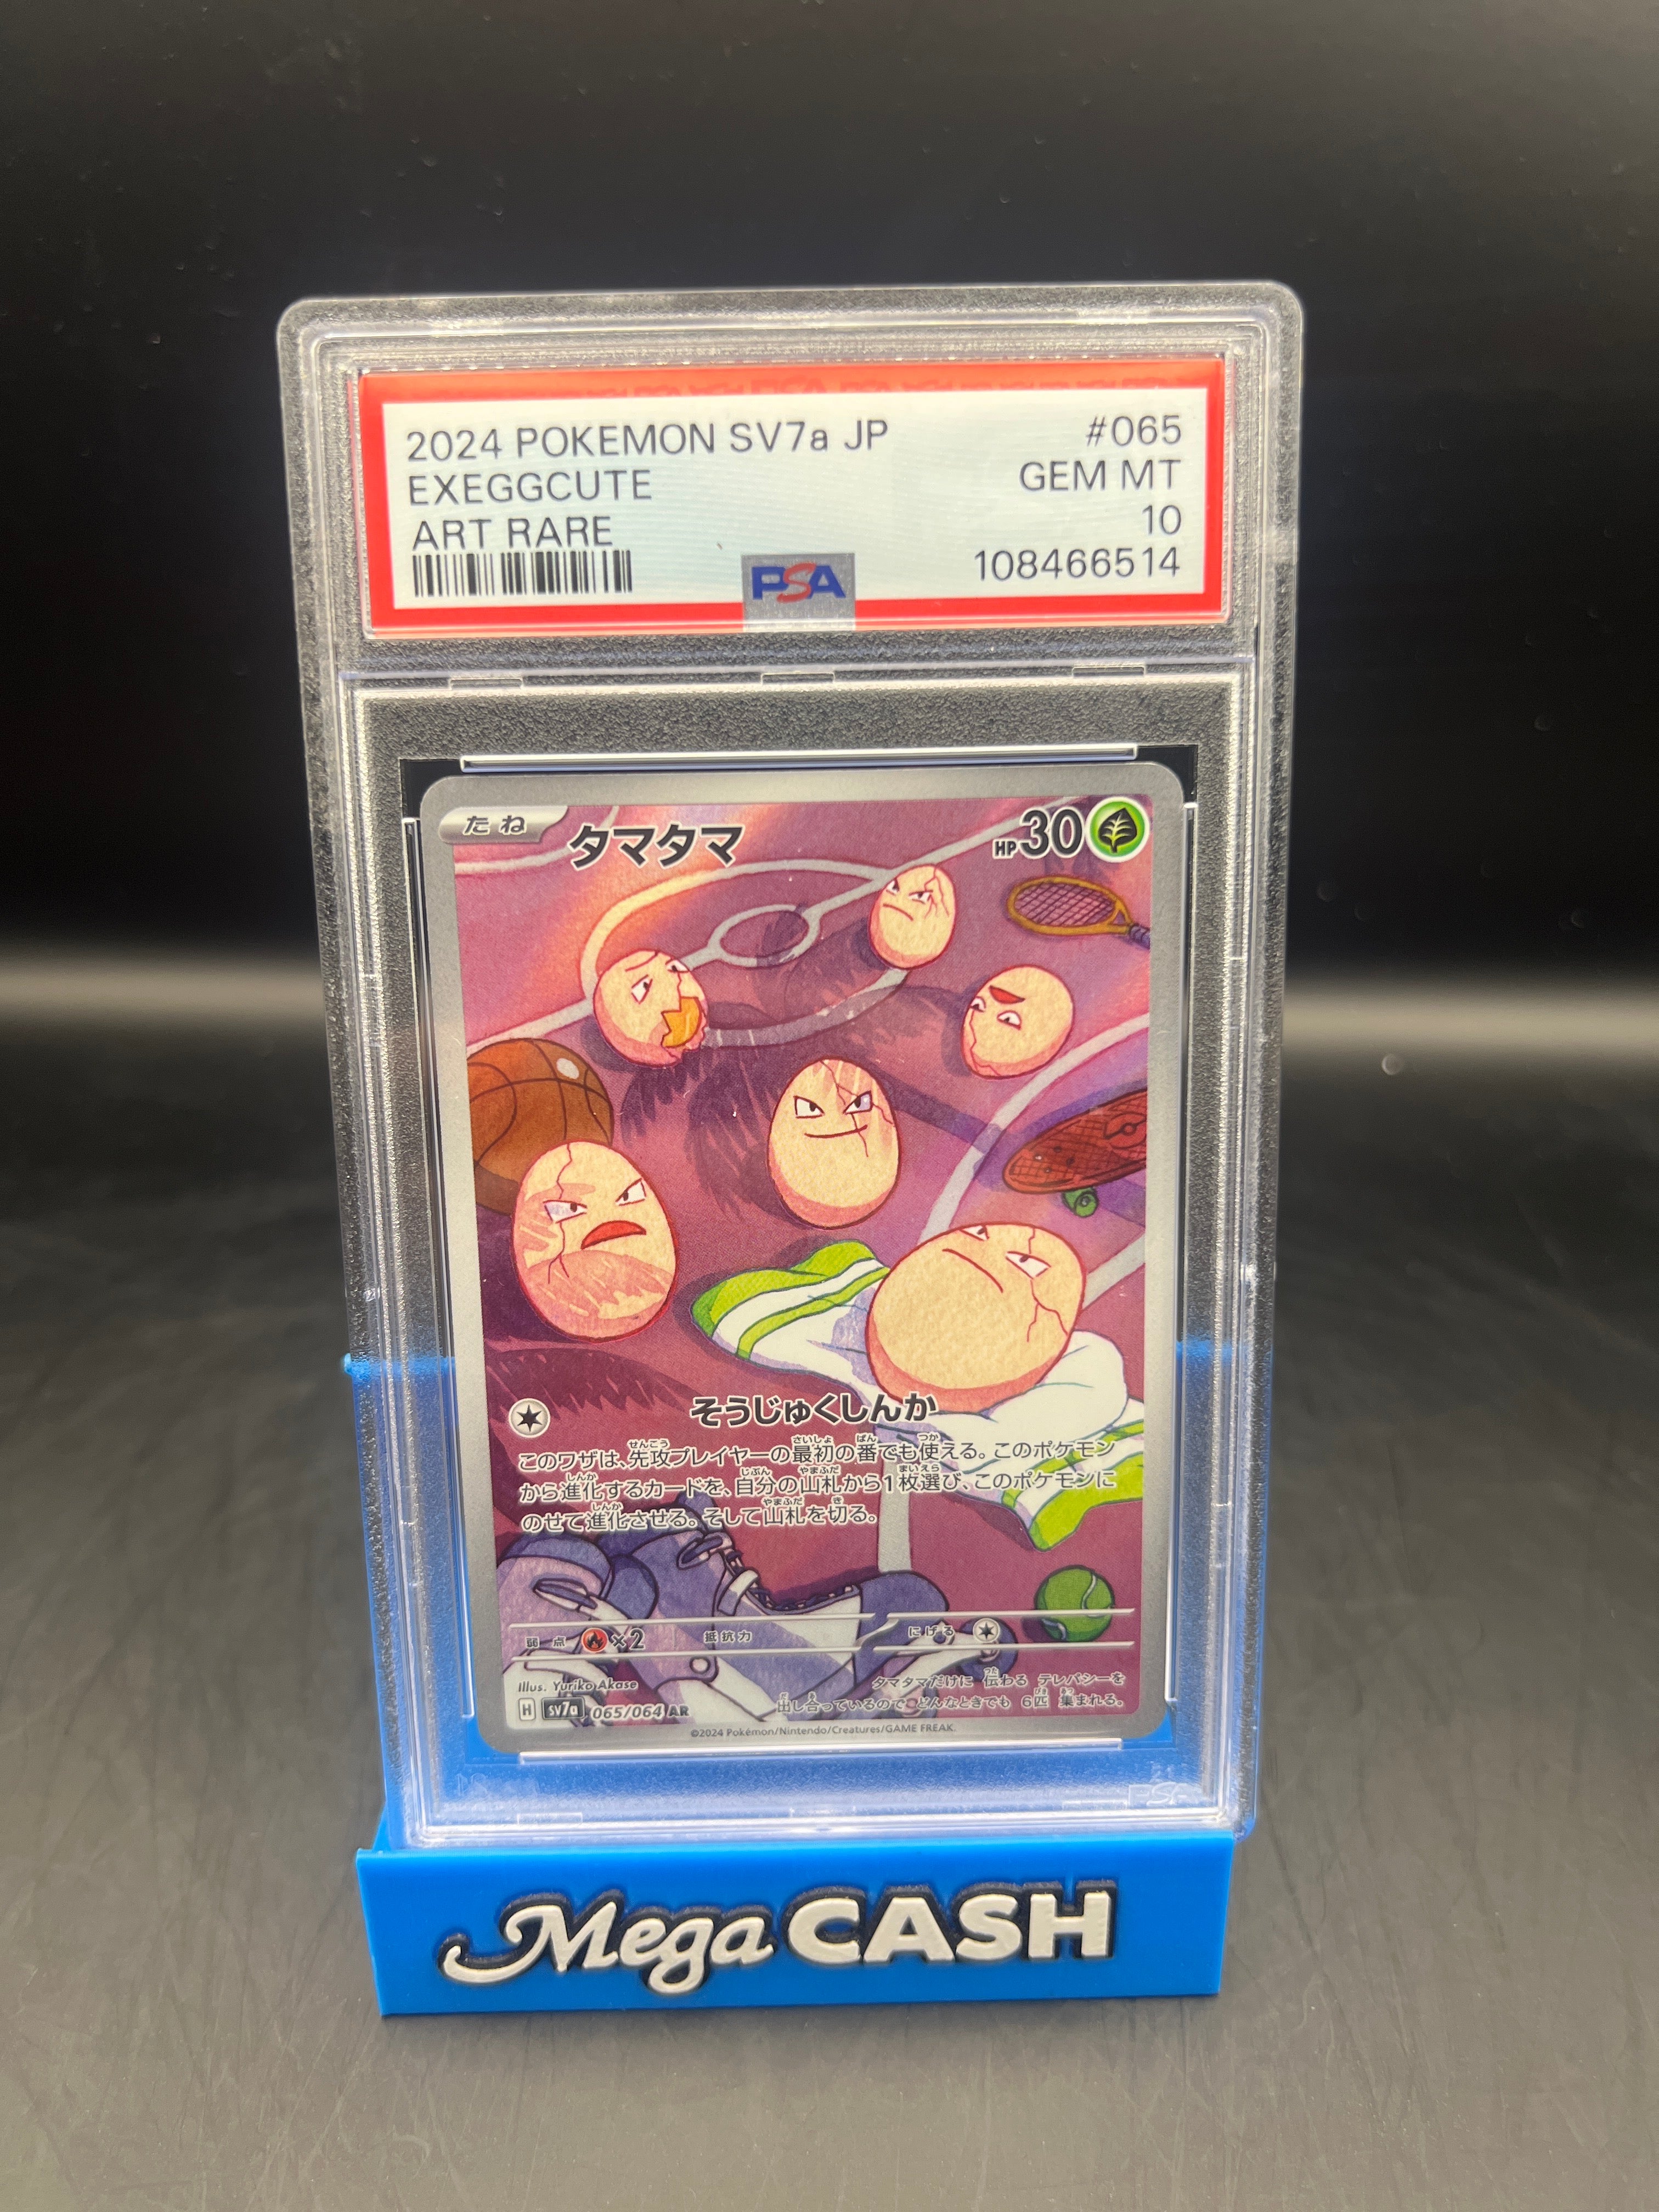 2024 POKEMON SV7a JP #065
EXEGGCUTE GEM MT
ART RARE 10
108466514
PSA
たね タマタマ HP30
そうじゅくしんか
このワザは、先攻プレイヤーの最初の番でも使える。このポケモン
から進化するカードを、自分の山札から1枚選び、このポケモンに
のせて進化させる。そして山札を切る。
弱点 ×2 抵抗力 にげる
Illus. Yuriko Akase
タマタマだけに 伝わる テレパシーを
出し合っているので どんなときでも 6匹 集まれる。
H SV7a 065/064 AR
©2024 Pokémon/Nintendo/Creatures/GAME FREAK.
Mega CASH